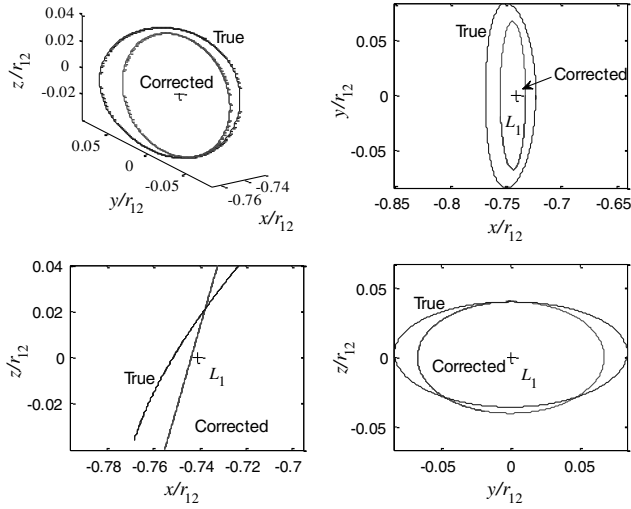 0.04
0.02
0
-0.02
z/r12
True
Corrected
0.05
0
-0.05
y/r12
-0.76
-0.74
x/r12
0.05
0
-0.05
y/r12
True
Corrected
L1
-0.85
-0.8
-0.75
-0.7
-0.65
x/r12
0.04
0.02
0
-0.02
z/r12
True
L1
Corrected
-0.78
-0.76
-0.74
-0.72
-0.7
x/r12
0.05
0
-0.05
z/r12
True
Corrected
L1
-0.05
0
0.05
y/r12